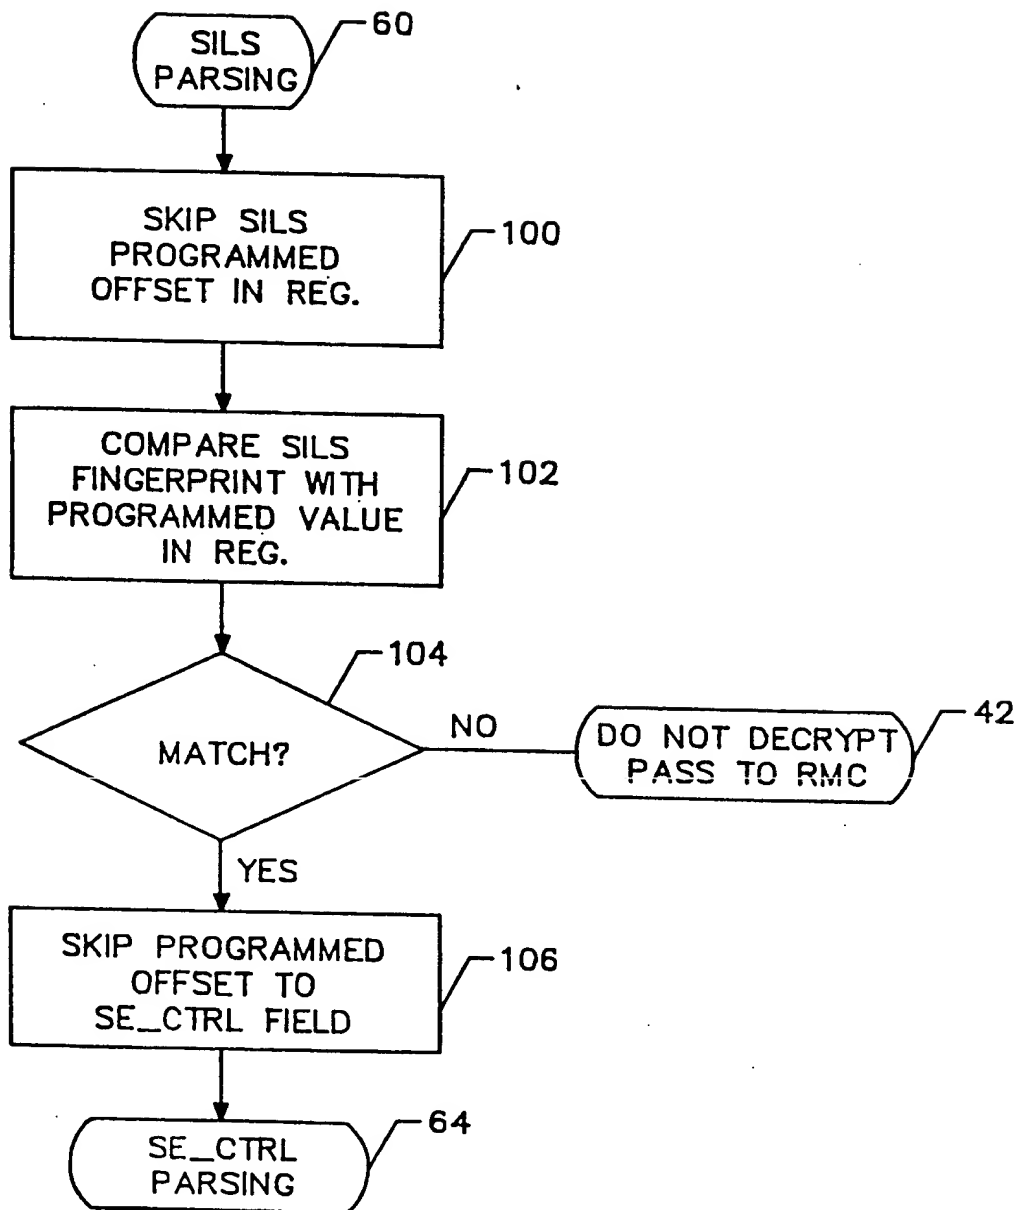 SILS
PARSING
60
SKIP SILS
PROGRAMMED
OFFSET IN REG.
100
COMPARE SILS
FINGERPRINT WITH
PROGRAMMED VALUE
IN REG.
102
MATCH?
104
NO
DO NOT DECRYPT
PASS TO RMC
42
YES
SKIP PROGRAMMED
OFFSET TO
SE_CTRL FIELD
106
SE_CTRL
PARSING
64